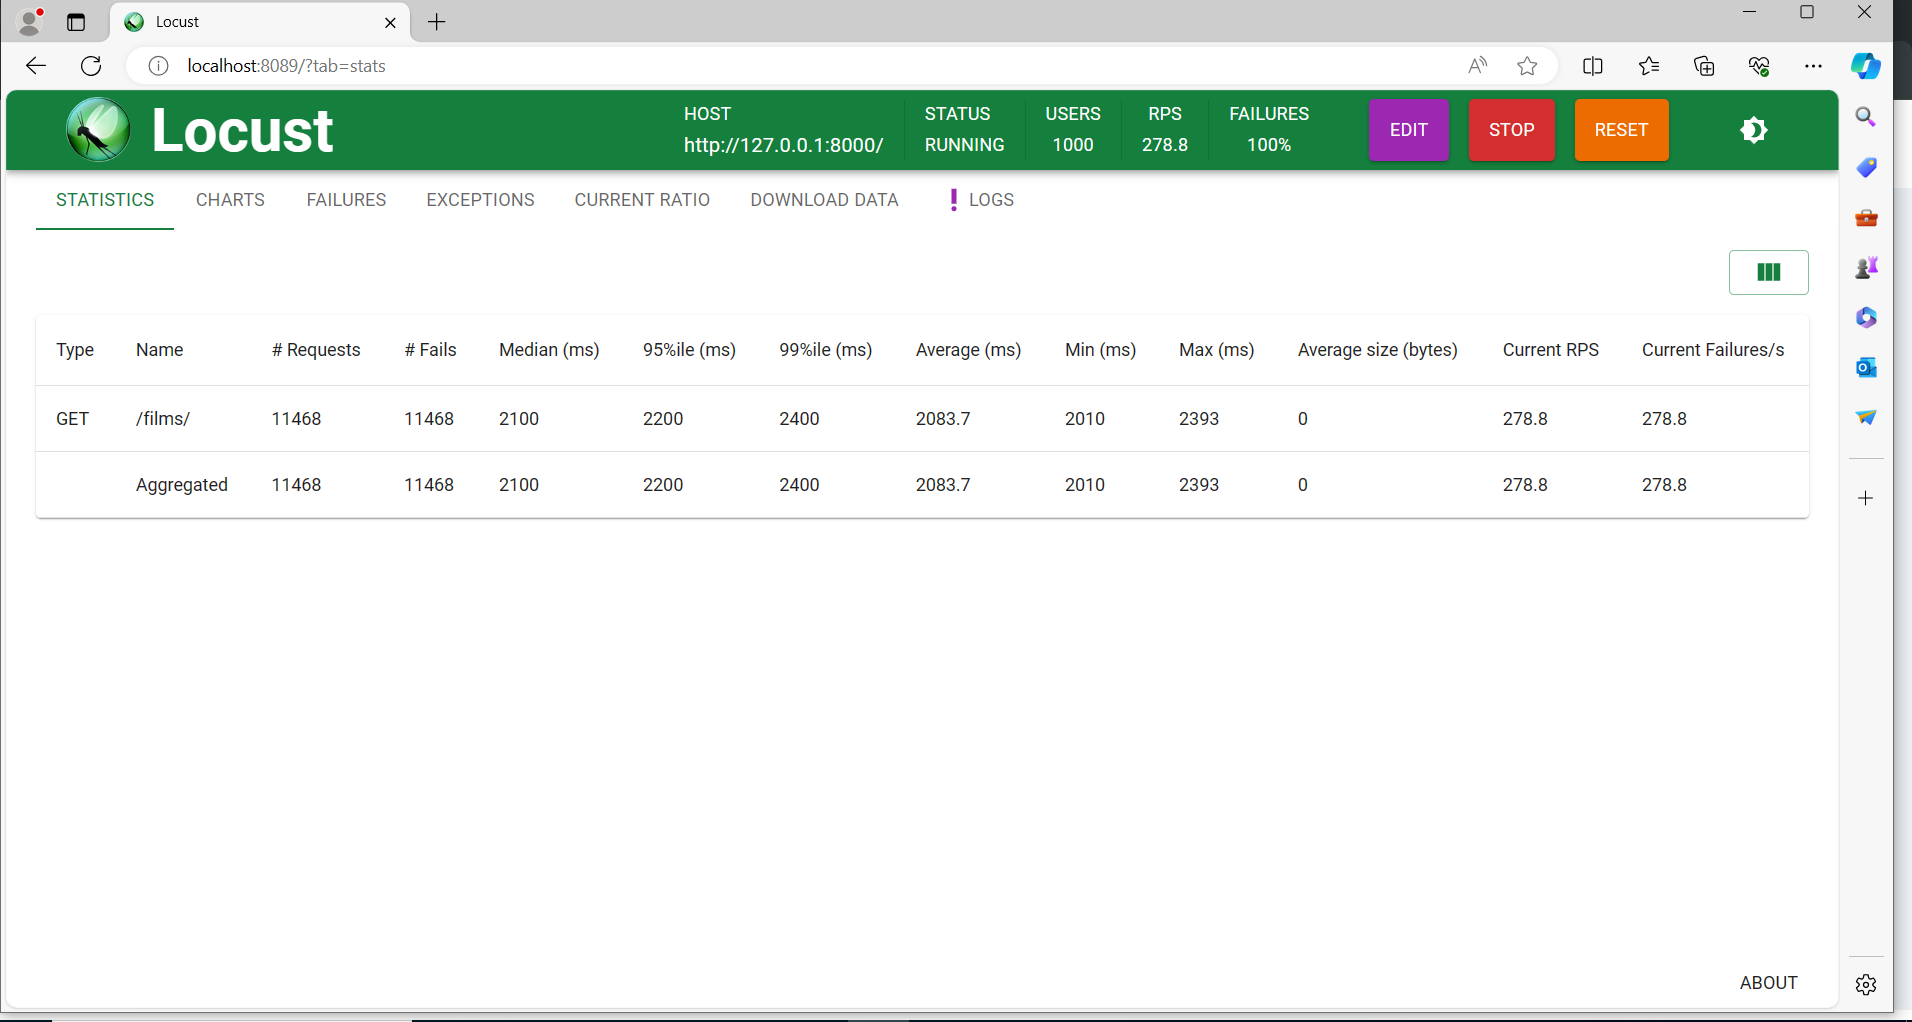 Locust
localhost:8089/?tab=stats
Locust
HOST
http://127.0.0.1:8000/
STATUS
RUNNING
USERS
1000
RPS
278.8
FAILURES
100%
EDIT
STOP
RESET
STATISTICS CHARTS FAILURES EXCEPTIONS CURRENT RATIO DOWNLOAD DATA LOGS
Type Name # Requests # Fails Median (ms) 95%ile (ms) 99%ile (ms) Average (ms) Min (ms) Max (ms) Average size (bytes) Current RPS Current Failures/s
GET /films/ 11468 11468 2100 2200 2400 2083.7 2010 2393 0 278.8 278.8
Aggregated 11468 11468 2100 2200 2400 2083.7 2010 2393 0 278.8 278.8
ABOUT